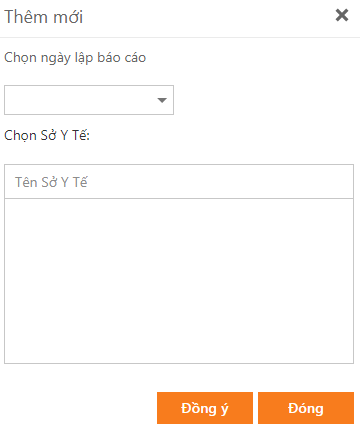 Thêm mới
Chọn ngày lập báo cáo
Chọn Sở Y Tế:
Tên Sở Y Tế
Đồng ý
Đóng